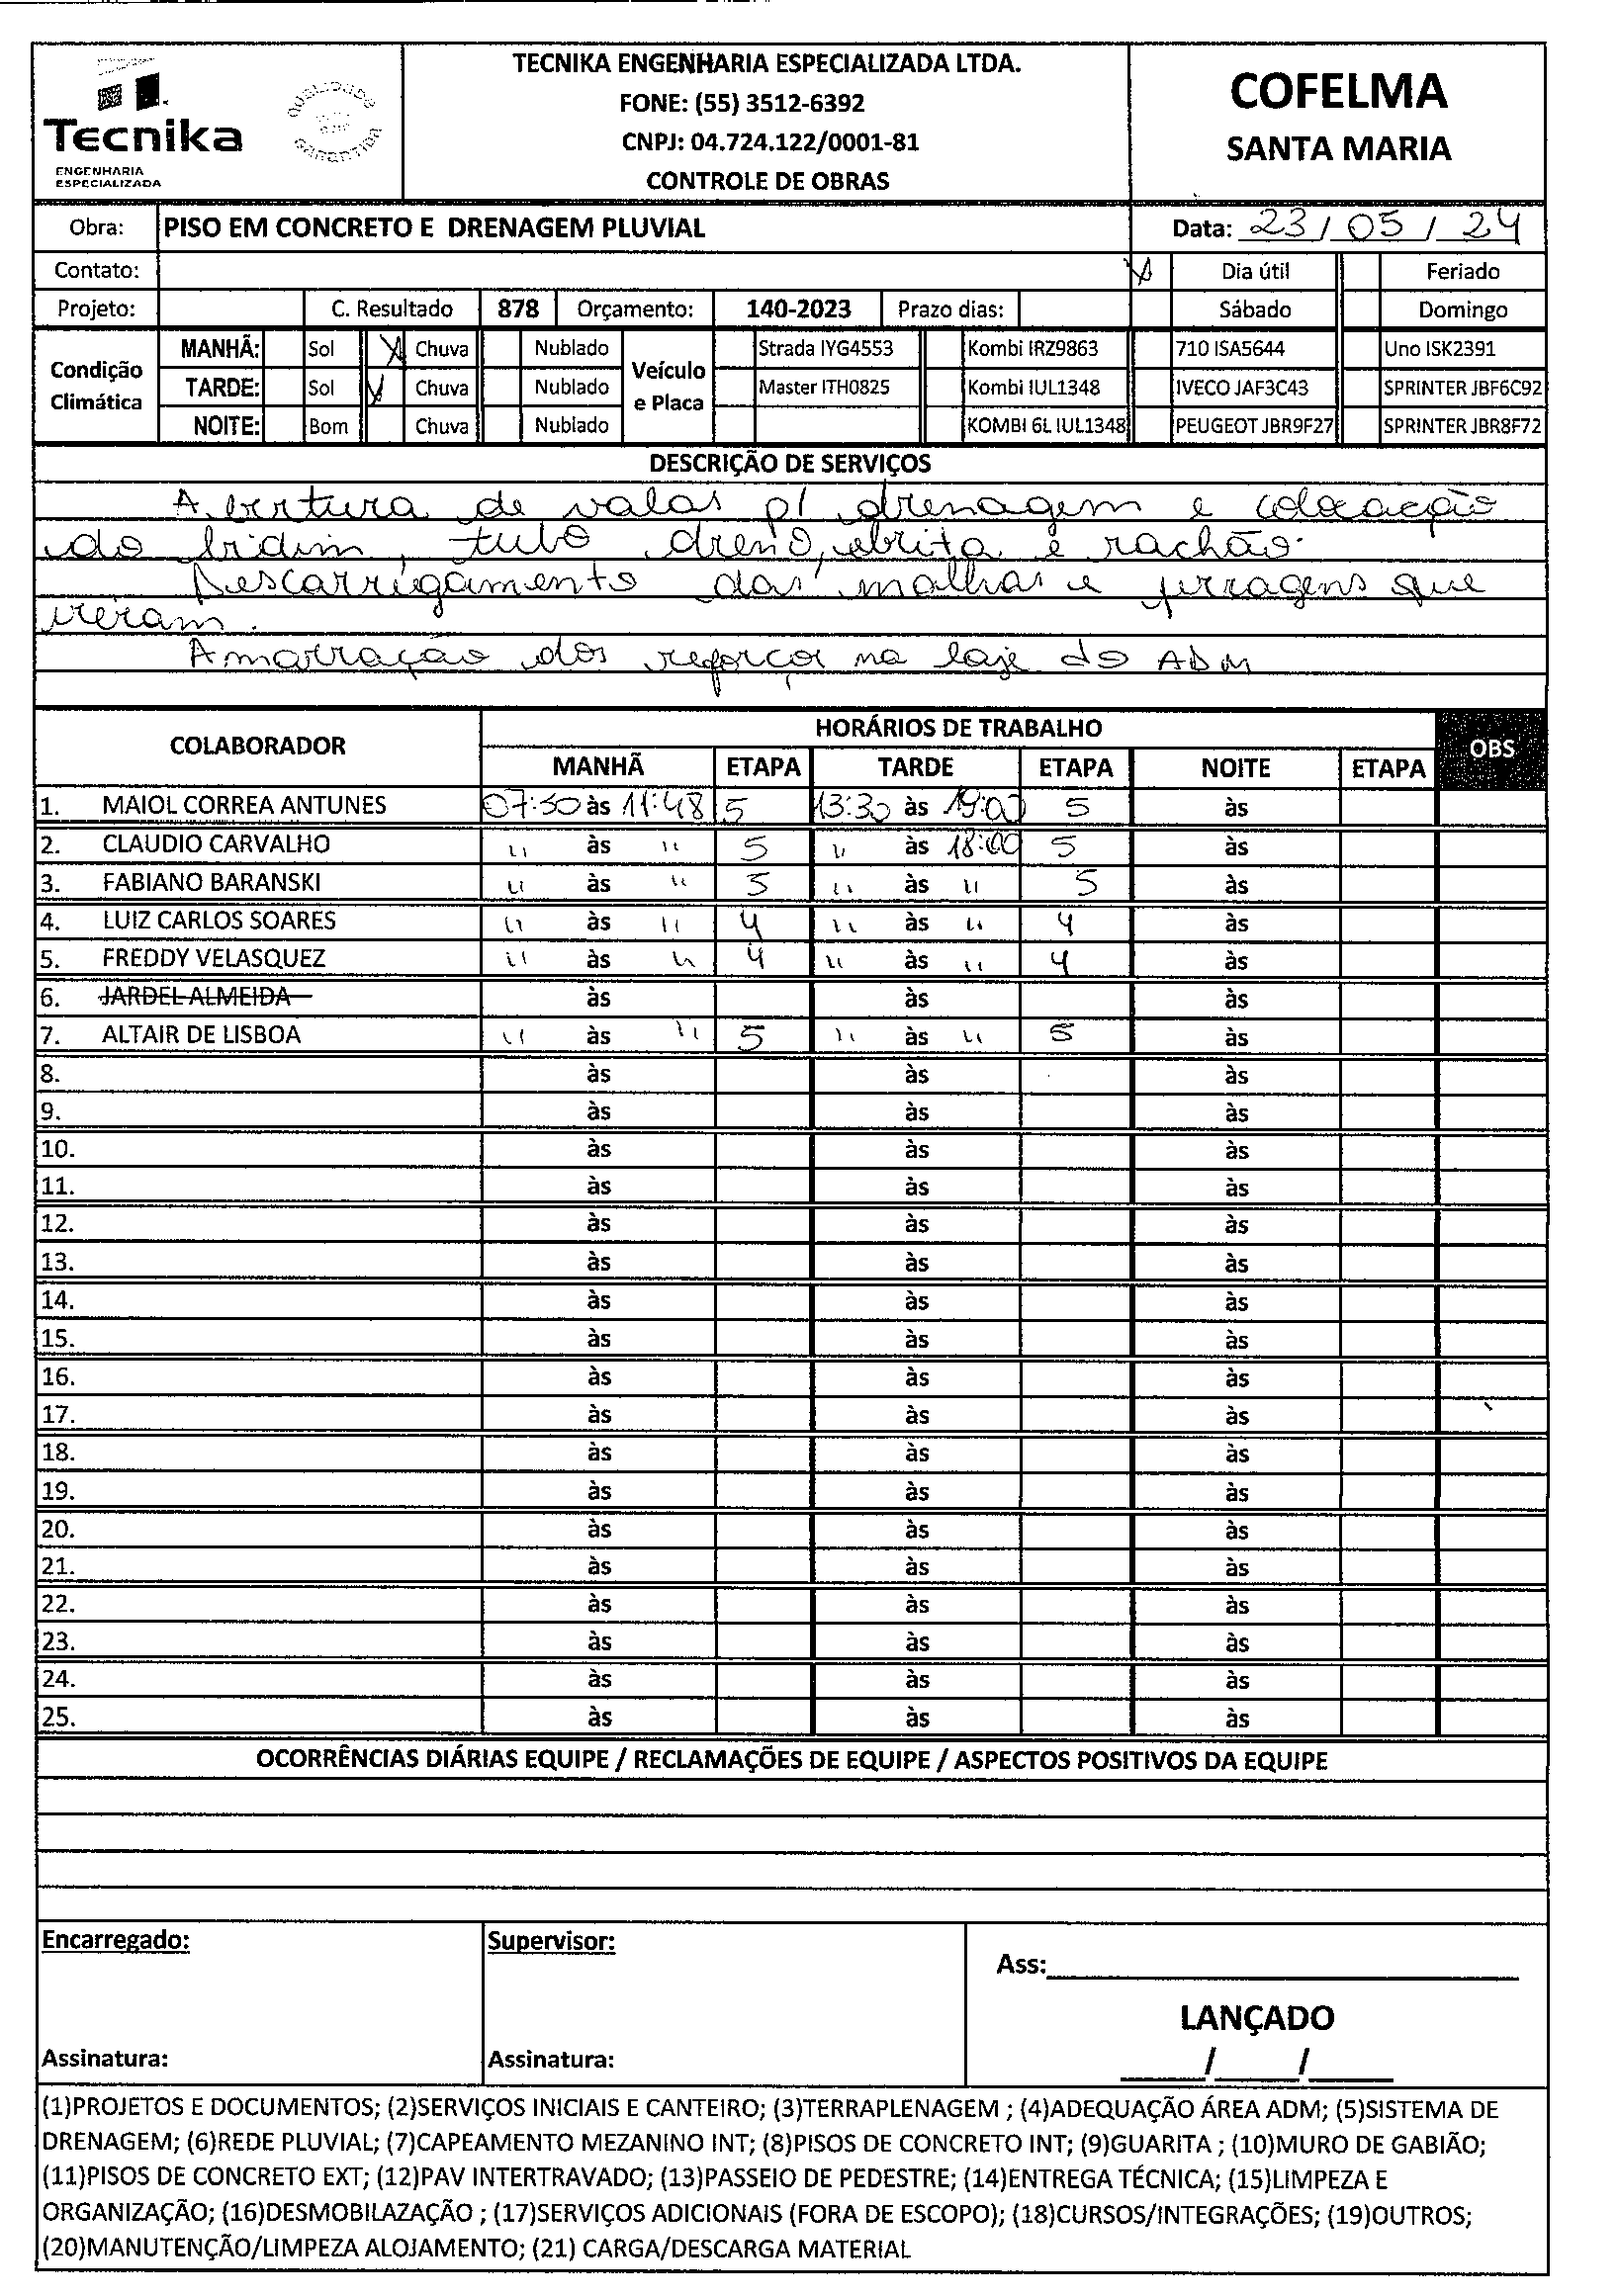 Tecnika
ENGENHARIA
ESPECIALIZADA
QUALIDADE
GARANTIDA
TECNIKA ENGENHARIA ESPECIALIZADA LTDA.
FONE: (55) 3512-6392
CNPJ: 04.724.122/0001-81
CONTROLE DE OBRAS
COFELMA
SANTA MARIA
Obra: PISO EM CONCRETO E DRENAGEM PLUVIAL Data: 23/05/24
Contato: X Dia útil Feriado
Projeto: C. Resultado 878 Orçamento: 140-2023 Prazo dias: Sábado Domingo
Condição Climática
MANHÃ: Sol X Chuva Nublado
TARDE: Sol X Chuva Nublado
NOITE: Bom Chuva Nublado
Veículo e Placa
Strada IYG4553 Kombi IRZ9863 710 ISA5644 Uno ISK2391
Master ITH0825 Kombi IUL1348 IVECO JAF3C43 SPRINTER JBF6C92
KOMBI 6L IUL1348 PEUGEOT JBR9F27 SPRINTER JBR8F72
DESCRIÇÃO DE SERVIÇOS
Abertura de valas p/ drenagem e colocação
do bidim, tubo dreno, brita e rachão.
Descarregamento das malhas e ferragens que
vieram.
Amarração dos reforços na laje do ADM
COLABORADOR HORÁRIOS DE TRABALHO OBS
MANHÃ ETAPA TARDE ETAPA NOITE ETAPA
1. MAIOL CORREA ANTUNES 07:30 às 11:48 5 13:30 às 19:00 5 às
2. CLAUDIO CARVALHO " às " 5 " às 18:00 5 às
3. FABIANO BARANSKI " às " 5 " às " 5 às
4. LUIZ CARLOS SOARES " às " 4 " às " 4 às
5. FREDDY VELASQUEZ " às " 4 " às " 4 às
6. JARDEL ALMEIDA às às às
7. ALTAIR DE LISBOA " às " 5 " às " 5 às
8. às às às
9. às às às
10. às às às
11. às às às
12. às às às
13. às às às
14. às às às
15. às às às
16. às às às
17. às às às
18. às às às
19. às às às
20. às às às
21. às às às
22. às às às
23. às às às
24. às às às
25. às às às
OCORRÊNCIAS DIÁRIAS EQUIPE / RECLAMAÇÕES DE EQUIPE / ASPECTOS POSITIVOS DA EQUIPE
Encarregado: Supervisor: Ass:
LANÇADO
Assinatura: Assinatura: / /
(1)PROJETOS E DOCUMENTOS; (2)SERVIÇOS INICIAIS E CANTEIRO; (3)TERRAPLENAGEM ; (4)ADEQUAÇÃO ÁREA ADM; (5)SISTEMA DE
DRENAGEM; (6)REDE PLUVIAL; (7)CAPEAMENTO MEZANINO INT; (8)PISOS DE CONCRETO INT; (9)GUARITA ; (10)MURO DE GABIÃO;
(11)PISOS DE CONCRETO EXT; (12)PAV INTERTRAVADO; (13)PASSEIO DE PEDESTRE; (14)ENTREGA TÉCNICA; (15)LIMPEZA E
ORGANIZAÇÃO; (16)DESMOBILAZAÇÃO ; (17)SERVIÇOS ADICIONAIS (FORA DE ESCOPO); (18)CURSOS/INTEGRAÇÕES; (19)OUTROS;
(20)MANUTENÇÃO/LIMPEZA ALOJAMENTO; (21) CARGA/DESCARGA MATERIAL